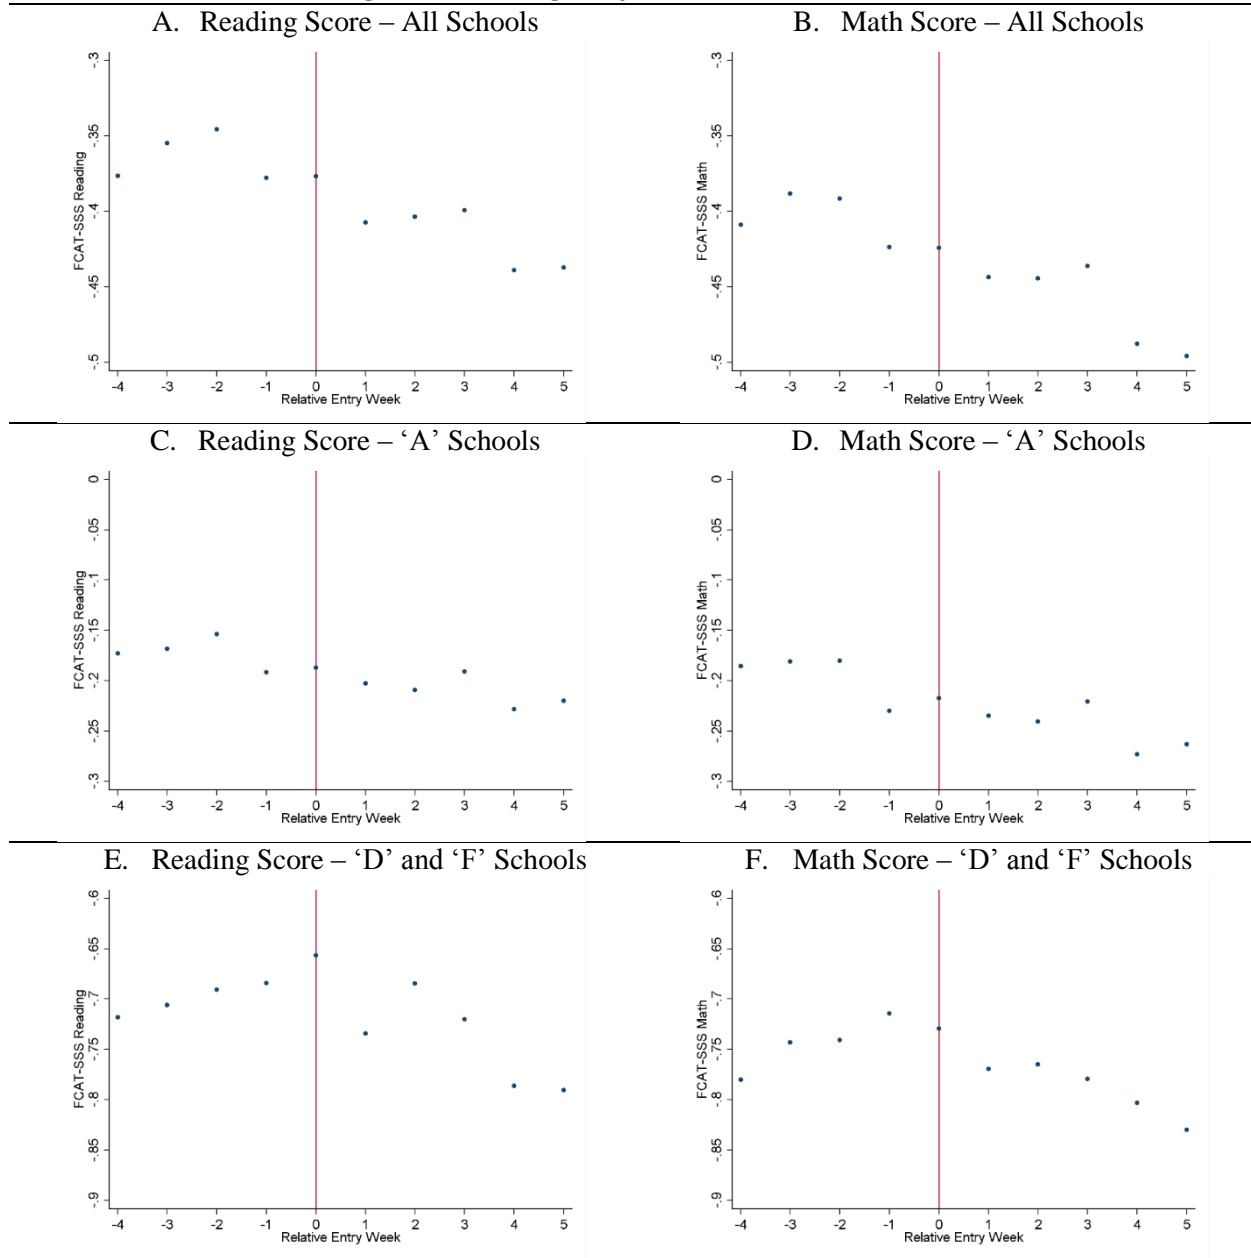 A. Reading Score – All Schools
-.3
-.35
-.4
-.45
-.5
FCAT-SSS Reading
-4 -3 -2 -1 0 1 2 3 4 5
Relative Entry Week
B. Math Score – All Schools
-.3
-.35
-.4
-.45
-.5
FCAT-SSS Math
-4 -3 -2 -1 0 1 2 3 4 5
Relative Entry Week
C. Reading Score – ‘A’ Schools
0
-.05
-.1
-.15
-.2
-.25
-.3
FCAT-SSS Reading
-4 -3 -2 -1 0 1 2 3 4 5
Relative Entry Week
D. Math Score – ‘A’ Schools
0
-.05
-.1
-.15
-.2
-.25
-.3
FCAT-SSS Math
-4 -3 -2 -1 0 1 2 3 4 5
Relative Entry Week
E. Reading Score – ‘D’ and ‘F’ Schools
-.6
-.65
-.7
-.75
-.8
-.85
-.9
FCAT-SSS Reading
-4 -3 -2 -1 0 1 2 3 4 5
Relative Entry Week
F. Math Score – ‘D’ and ‘F’ Schools
-.6
-.65
-.7
-.75
-.8
-.85
-.9
FCAT-SSS Math
-4 -3 -2 -1 0 1 2 3 4 5
Relative Entry Week